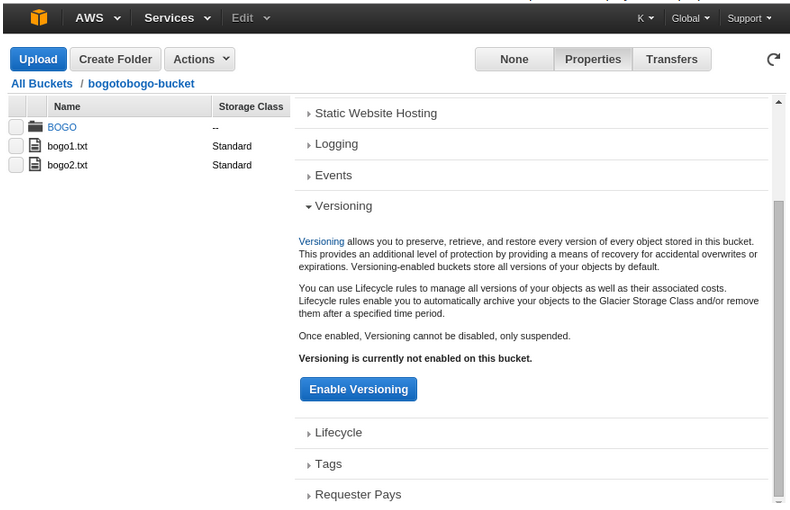 AWS Services Edit K Global Support
Upload Create Folder Actions None Properties Transfers
All Buckets / bogotobogo-bucket
Name Storage Class
BOGO --
bogo1.txt Standard
bogo2.txt Standard
Static Website Hosting
Logging
Events
Versioning
Versioning allows you to preserve, retrieve, and restore every version of every object stored in this bucket.
This provides an additional level of protection by providing a means of recovery for accidental overwrites or
expirations. Versioning-enabled buckets store all versions of your objects by default.
You can use Lifecycle rules to manage all versions of your objects as well as their associated costs.
Lifecycle rules enable you to automatically archive your objects to the Glacier Storage Class and/or remove
them after a specified time period.
Once enabled, Versioning cannot be disabled, only suspended.
Versioning is currently not enabled on this bucket.
Enable Versioning
Lifecycle
Tags
Requester Pays